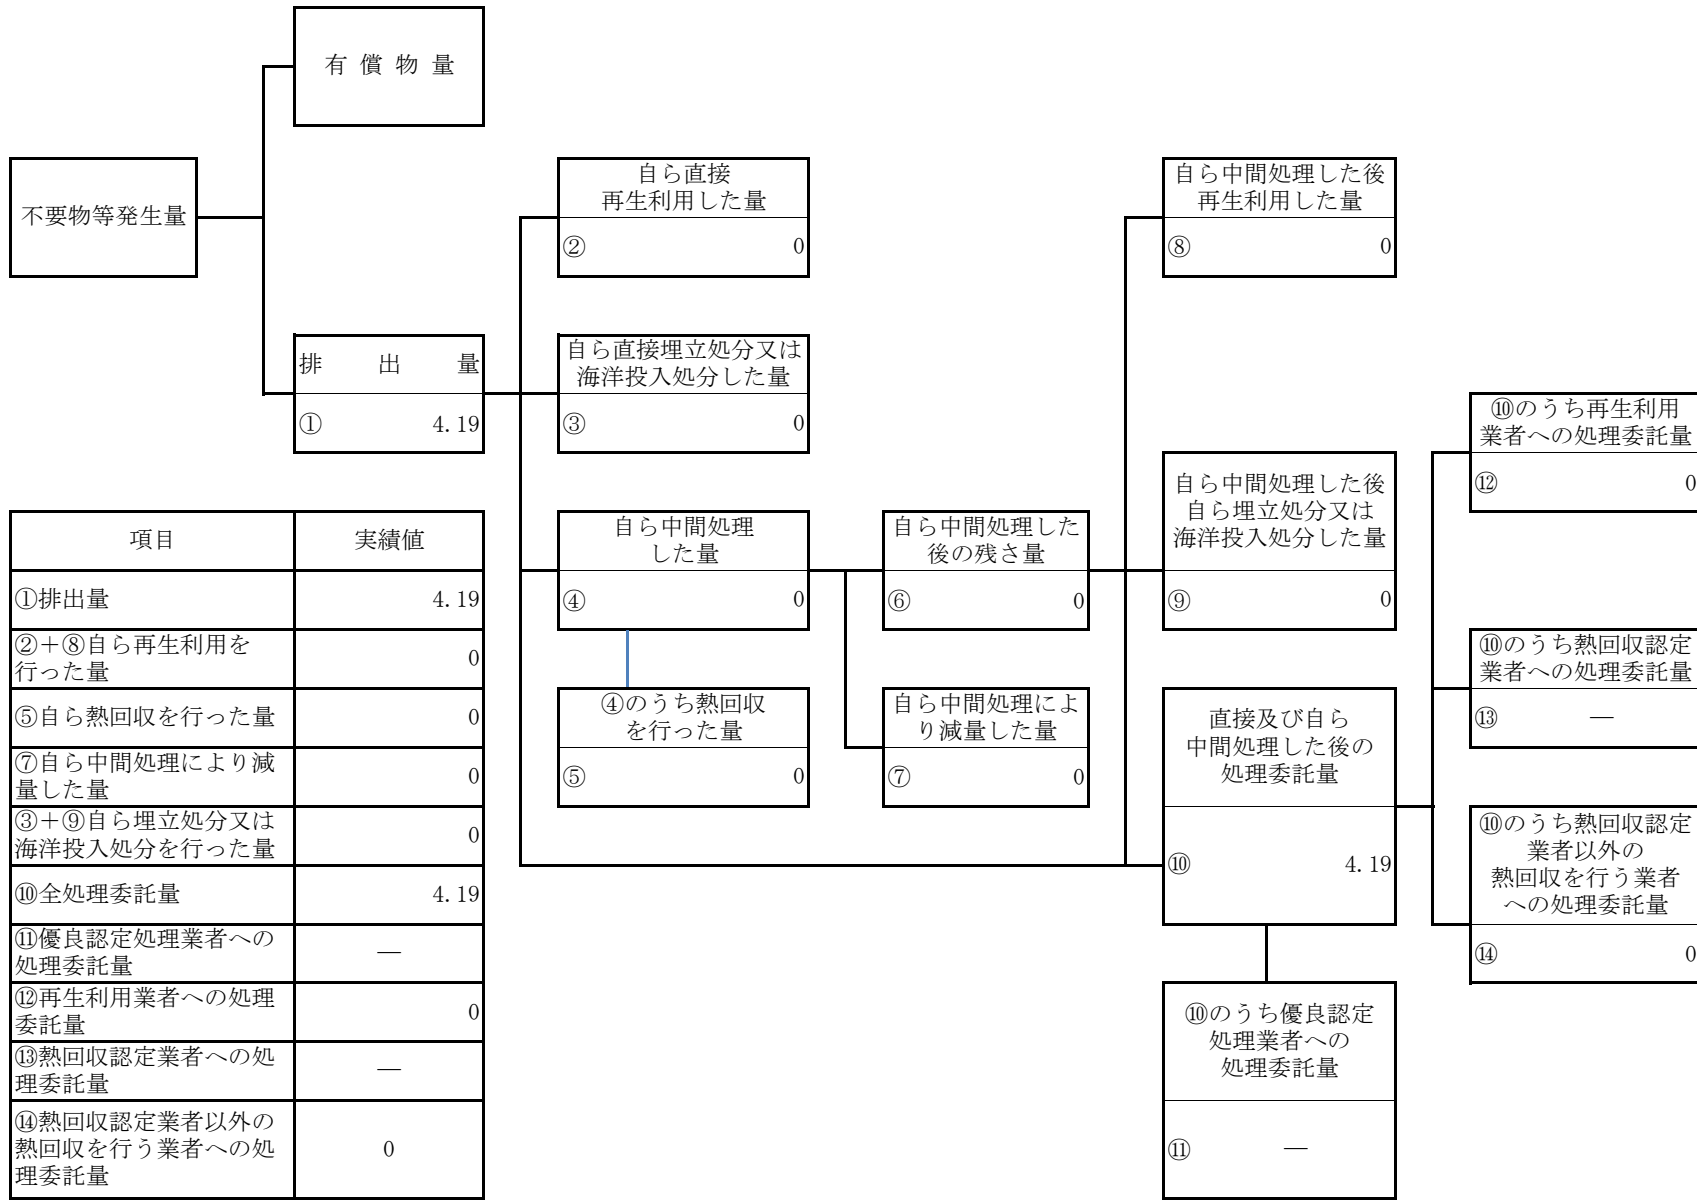 有償物量
不要物等発生量
排出量
① 4.19
自ら直接
再生利用した量
② 0
自ら直接埋立処分又は
海洋投入処分した量
③ 0
自ら中間処理
した量
④ 0
④のうち熱回収
を行った量
⑤ 0
自ら中間処理した
後の残さ量
⑥ 0
自ら中間処理によ
り減量した量
⑦ 0
自ら中間処理した後
再生利用した量
⑧ 0
自ら中間処理した後
自ら埋立処分又は
海洋投入処分した量
⑨ 0
直接及び自ら
中間処理した後の
処理委託量
⑩ 4.19
⑩のうち優良認定
処理業者への
処理委託量
⑪ ―
⑩のうち再生利用
業者への処理委託量
⑫ 0
⑩のうち熱回収認定
業者への処理委託量
⑬ ―
⑩のうち熱回収認定
業者以外の
熱回収を行う業者
への処理委託量
⑭ 0
項目 実績値
①排出量 4.19
②+⑧自ら再生利用を
行った量 0
⑤自ら熱回収を行った量 0
⑦自ら中間処理により減
量した量 0
③+⑨自ら埋立処分又は
海洋投入処分を行った量 0
⑩全処理委託量 4.19
⑪優良認定処理業者への
処理委託量 ―
⑫再生利用業者への処理
委託量 0
⑬熱回収認定業者への処
理委託量 ―
⑭熱回収認定業者以外の
熱回収を行う業者への処
理委託量 0